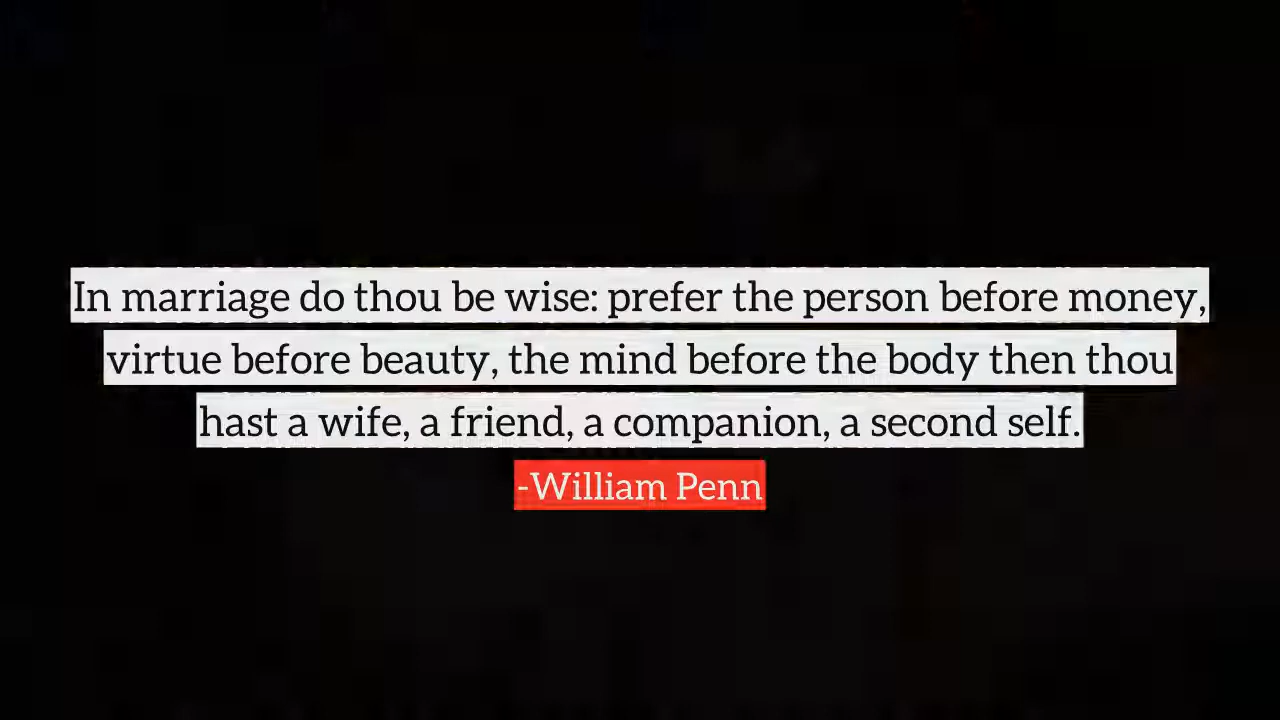 In marriage do thou be wise: prefer the person before money,
virtue before beauty, the mind before the body then thou
hast a wife, a friend, a companion, a second self.
-William Penn